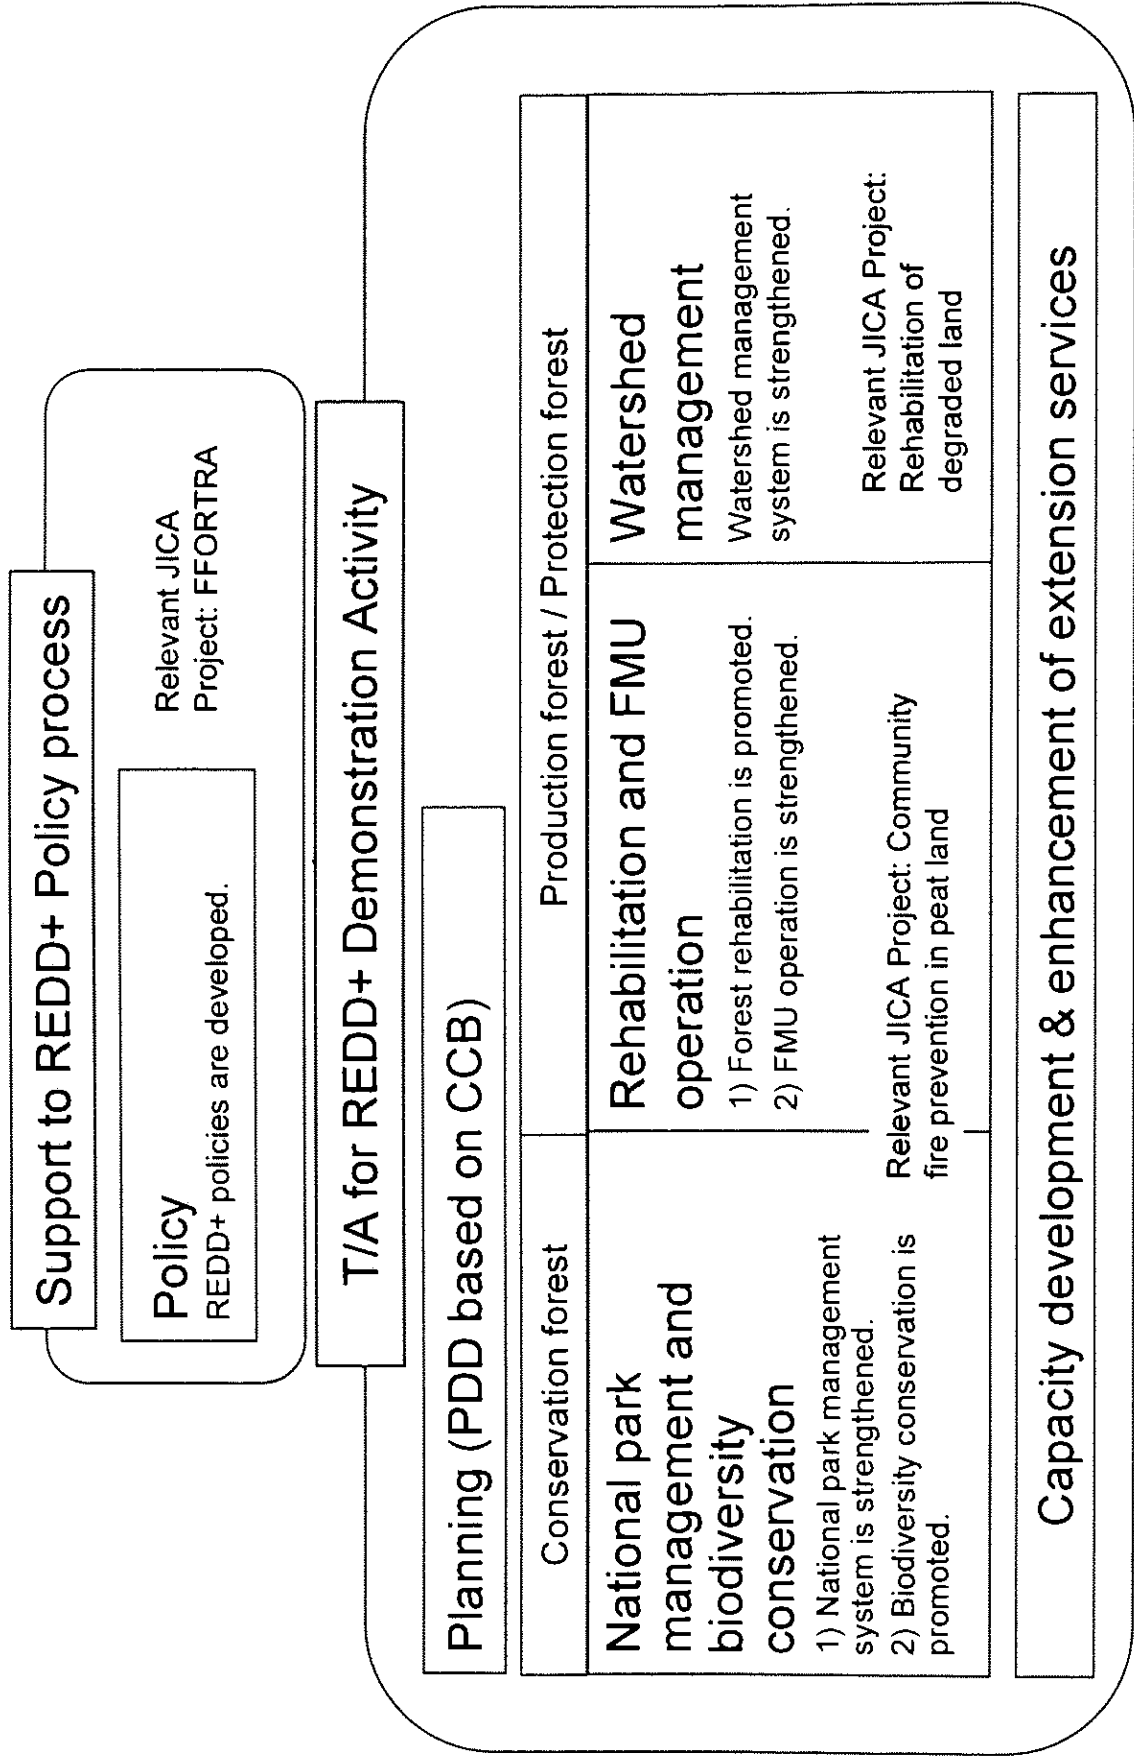 Support to REDD+ Policy process
Policy
REDD+ policies are developed.
Relevant JICA
Project: FFORTRA
T/A for REDD+ Demonstration Activity
Planning (PDD based on CCB)
Conservation forest
Production forest / Protection forest
National park
management and
biodiversity
conservation
1) National park management
system is strengthened.
2) Biodiversity conservation is
promoted.
Rehabilitation and FMU
operation
1) Forest rehabilitation is promoted.
2) FMU operation is strengthened.
Relevant JICA Project: Community
fire prevention in peat land
Watershed
management
Watershed management
system is strengthened.
Relevant JICA Project:
Rehabilitation of
degraded land
Capacity development & enhancement of extension services